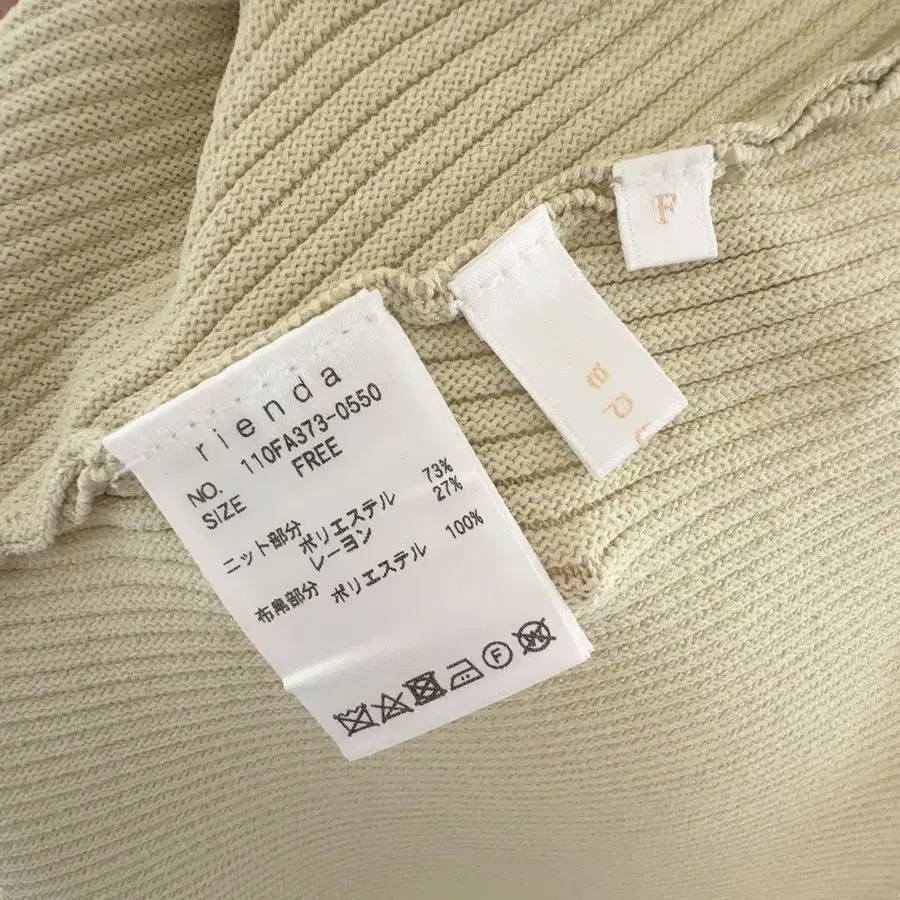 rienda
NO. 110FA373-0550
SIZE FREE
ニット部分 ポリエステル 73%
レーヨン 27%
布帛部分 ポリエステル 100%
F
W
F